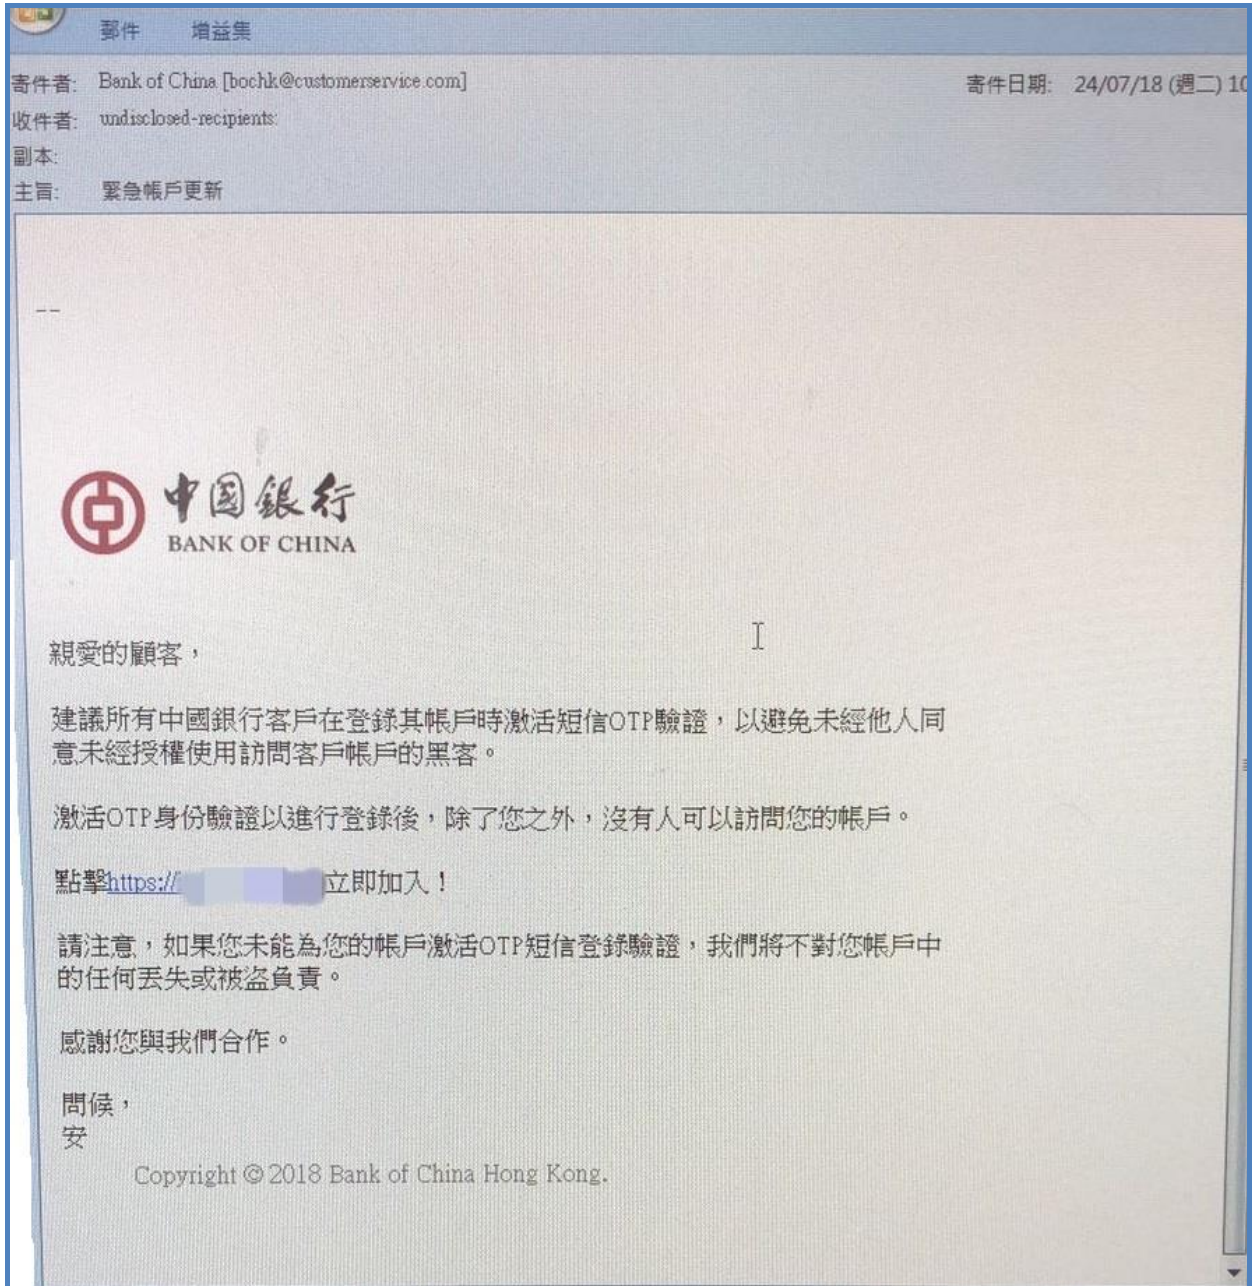 郵件 增益集
寄件者: Bank of China [bochk@customerservice.com] 寄件日期: 24/07/18 (週二) 10
收件者: undisclosed-recipients:
副本:
主旨: 緊急帳戶更新
--
中国銀行
BANK OF CHINA
親愛的顧客，
建議所有中國銀行客戶在登錄其帳戶時激活短信OTP驗證，以避免未經他人同
意未經授權使用訪問客戶帳戶的黑客。
激活OTP身份驗證以進行登錄後，除了您之外，沒有人可以訪問您的帳戶。
點擊https:// 立即加入！
請注意，如果您未能為您的帳戶激活OTP短信登錄驗證，我們將不對您帳戶中
的任何丟失或被盜負責。
感謝您與我們合作。
問候，
安
Copyright © 2018 Bank of China Hong Kong.